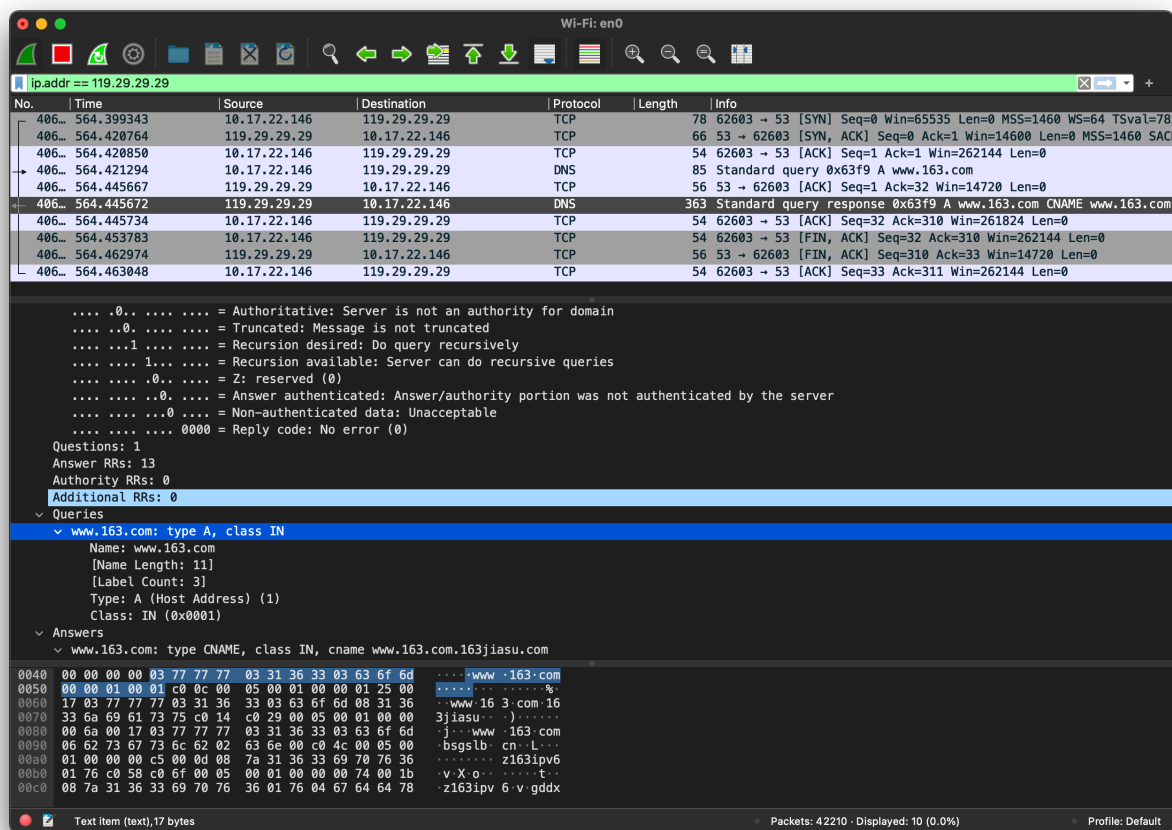 Wi-Fi: en0
ip.addr == 119.29.29.29
No. Time Source Destination Protocol Length Info
406… 564.399343 10.17.22.146 119.29.29.29 TCP 78 62603 → 53 [SYN] Seq=0 Win=65535 Len=0 MSS=1460 WS=64 TSval=78
406… 564.420764 119.29.29.29 10.17.22.146 TCP 66 53 → 62603 [SYN, ACK] Seq=0 Ack=1 Win=14600 Len=0 MSS=1460 SAC
406… 564.420850 10.17.22.146 119.29.29.29 TCP 54 62603 → 53 [ACK] Seq=1 Ack=1 Win=262144 Len=0
406… 564.421294 10.17.22.146 119.29.29.29 DNS 85 Standard query 0x63f9 A www.163.com
406… 564.445667 119.29.29.29 10.17.22.146 TCP 56 53 → 62603 [ACK] Seq=1 Ack=32 Win=14720 Len=0
406… 564.445672 119.29.29.29 10.17.22.146 DNS 363 Standard query response 0x63f9 A www.163.com CNAME www.163.com
406… 564.445734 10.17.22.146 119.29.29.29 TCP 54 62603 → 53 [ACK] Seq=32 Ack=310 Win=261824 Len=0
406… 564.453783 10.17.22.146 119.29.29.29 TCP 54 62603 → 53 [FIN, ACK] Seq=32 Ack=310 Win=262144 Len=0
406… 564.462974 119.29.29.29 10.17.22.146 TCP 56 53 → 62603 [FIN, ACK] Seq=310 Ack=33 Win=14720 Len=0
406… 564.463048 10.17.22.146 119.29.29.29 TCP 54 62603 → 53 [ACK] Seq=33 Ack=311 Win=262144 Len=0
.... .0.. .... .... = Authoritative: Server is not an authority for domain
.... ..0. .... .... = Truncated: Message is not truncated
.... ...1 .... .... = Recursion desired: Do query recursively
.... .... 1... .... = Recursion available: Server can do recursive queries
.... .... .0.. .... = Z: reserved (0)
.... .... ..0. .... = Answer authenticated: Answer/authority portion was not authenticated by the server
.... .... ...0 .... = Non-authenticated data: Unacceptable
.... .... .... 0000 = Reply code: No error (0)
Questions: 1
Answer RRs: 13
Authority RRs: 0
Additional RRs: 0
Queries
www.163.com: type A, class IN
Name: www.163.com
[Name Length: 11]
[Label Count: 3]
Type: A (Host Address) (1)
Class: IN (0x0001)
Answers
www.163.com: type CNAME, class IN, cname www.163.com.163jiasu.com
0040 00 00 00 00 03 77 77 77 03 31 36 33 03 63 6f 6d ·····www ·163·com
0050 00 00 01 00 01 c0 0c 00 05 00 01 00 00 01 25 00 ········ ······%·
0060 17 03 77 77 77 03 31 36 33 03 63 6f 6d 08 31 36 ··www·16 3·com·16
0070 33 6a 69 61 73 75 c0 14 c0 29 00 05 00 01 00 00 3jiasu·· ·)······
0080 00 6a 00 17 03 77 77 77 03 31 36 33 03 63 6f 6d ·j···www ·163·com
0090 06 62 73 67 73 6c 62 02 63 6e 00 c0 4c 00 05 00 ·bsgslb· cn··L···
00a0 01 00 00 00 c5 00 0d 08 7a 31 36 33 69 70 76 36 ········ z163ipv6
00b0 01 76 c0 58 c0 6f 00 05 00 01 00 00 00 74 00 1b ·v·X·o·· ·····t··
00c0 08 7a 31 36 33 69 70 76 36 01 76 04 67 64 64 78 ·z163ipv 6·v·gddx
Text item (text), 17 bytes
Packets: 42210 · Displayed: 10 (0.0%)
Profile: Default